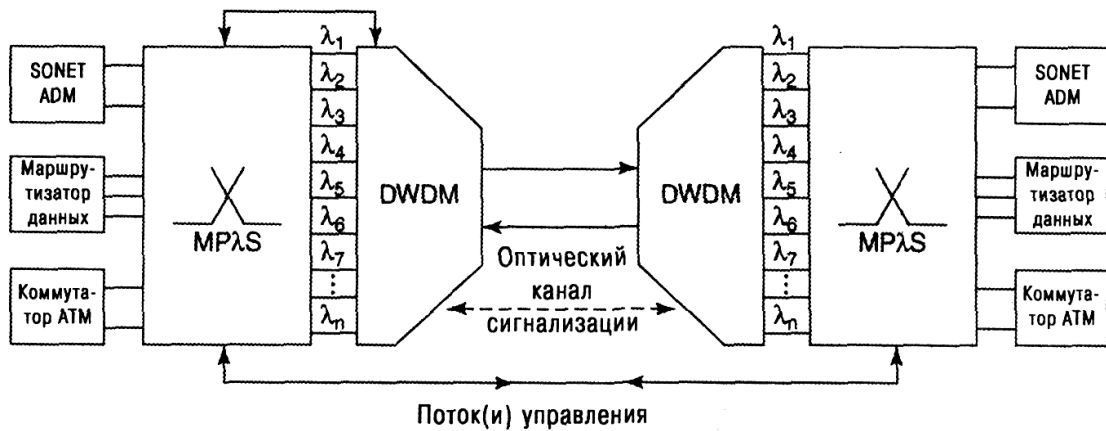 SONET
ADM
Маршру-
тизатор
данных
Коммута-
тор АТМ
MPλS
λ1
λ2
λ3
λ4
λ5
λ6
λ7
λn
DWDM
Оптический
канал
сигнализации
DWDM
λ1
λ2
λ3
λ4
λ5
λ6
λ7
λn
MPλS
SONET
ADM
Маршру-
тизатор
данных
Коммута-
тор АТМ
Поток(и) управления